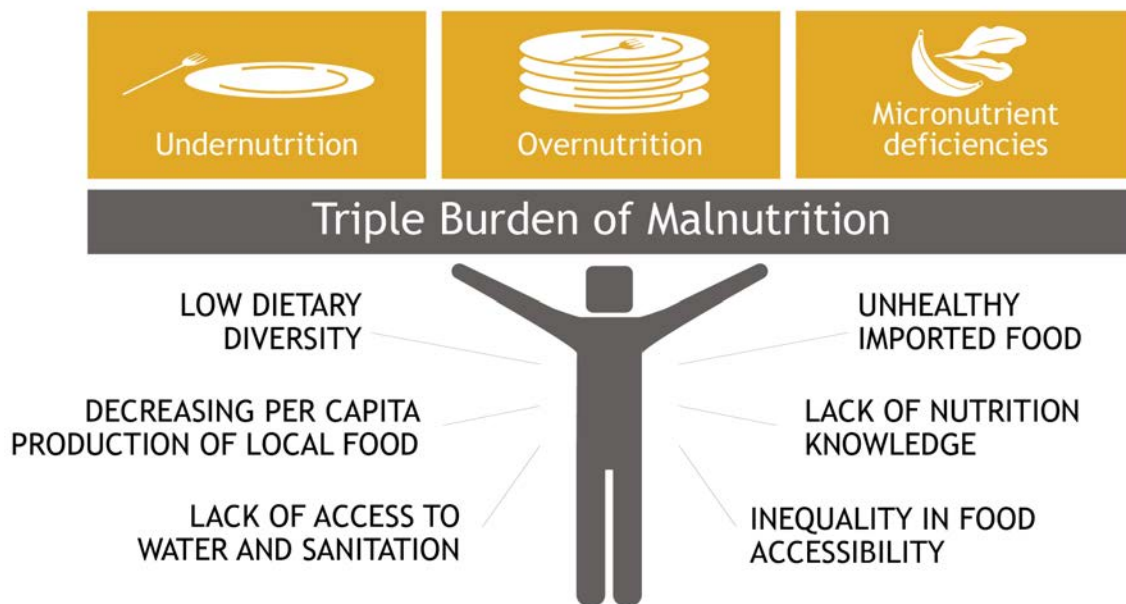 Undernutrition
Overnutrition
Micronutrient
deficiencies
Triple Burden of Malnutrition
LOW DIETARY
DIVERSITY
UNHEALTHY
IMPORTED FOOD
DECREASING PER CAPITA
PRODUCTION OF LOCAL FOOD
LACK OF NUTRITION
KNOWLEDGE
LACK OF ACCESS TO
WATER AND SANITATION
INEQUALITY IN FOOD
ACCESSIBILITY